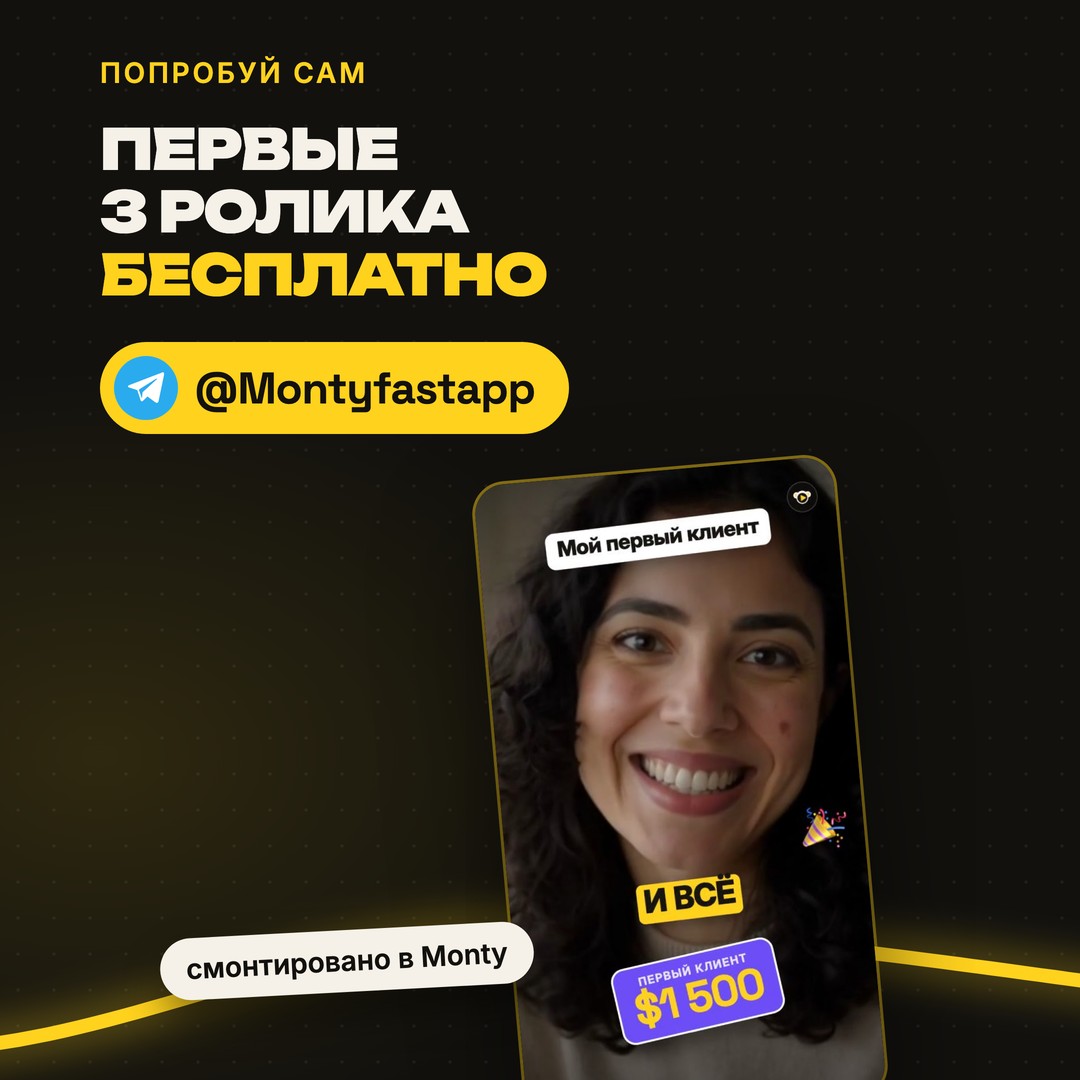 ПОПРОБУЙ САМ
ПЕРВЫЕ
3 РОЛИКА
БЕСПЛАТНО
@Montyfastapp
Мой первый клиент
И ВСЁ
смонтировано в Monty
ПЕРВЫЙ КЛИЕНТ
$1 500